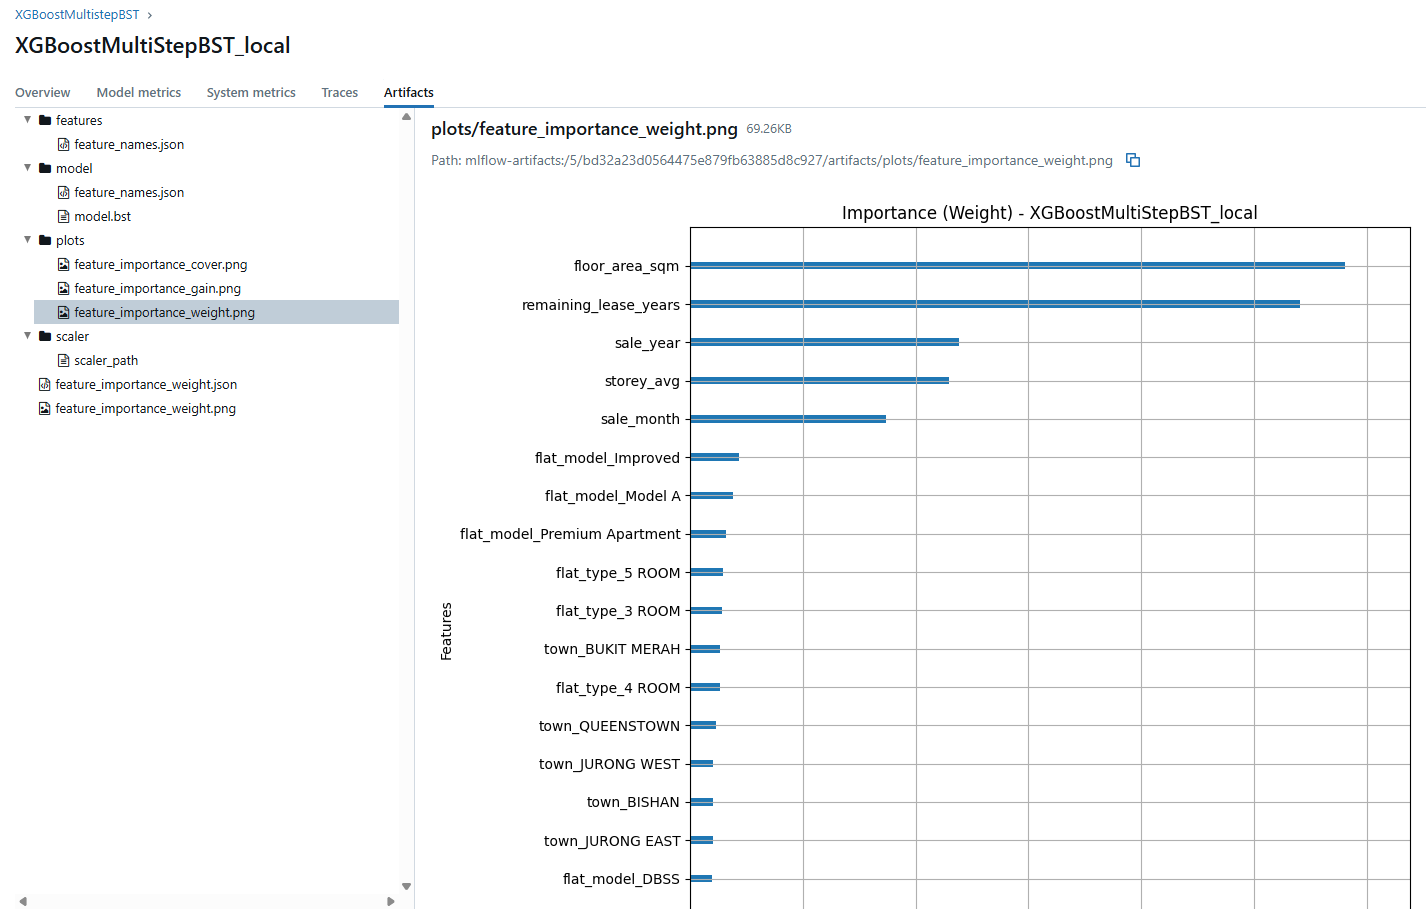 XGBoostMultistepBST
XGBoostMultiStepBST_local
Overview Model metrics System metrics Traces Artifacts
features
feature_names.json
model
feature_names.json
model.bst
plots
feature_importance_cover.png
feature_importance_gain.png
feature_importance_weight.png
scaler
scaler_path
feature_importance_weight.json
feature_importance_weight.png
plots/feature_importance_weight.png 69.26KB
Path: mlflow-artifacts:/5/bd32a23d0564475e879fb63885d8c927/artifacts/plots/feature_importance_weight.png
Importance (Weight) - XGBoostMultiStepBST_local
floor_area_sqm
remaining_lease_years
sale_year
storey_avg
sale_month
flat_model_Improved
flat_model_Model A
flat_model_Premium Apartment
flat_type_5 ROOM
flat_type_3 ROOM
town_BUKIT MERAH
flat_type_4 ROOM
town_QUEENSTOWN
town_JURONG WEST
town_BISHAN
town_JURONG EAST
flat_model_DBSS
Features